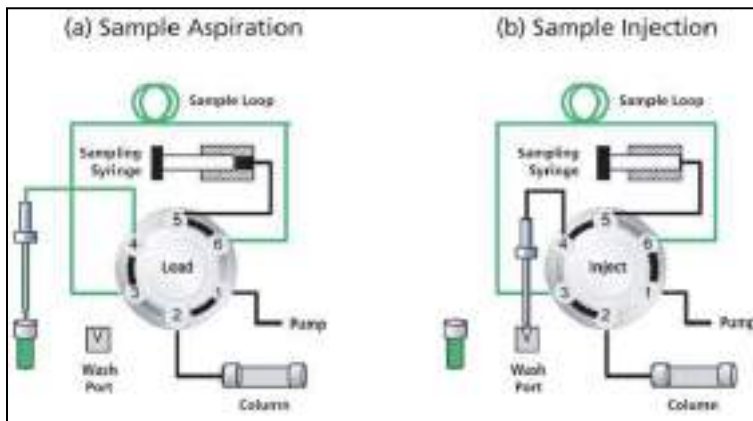 (a) Sample Aspiration
Sample Loop
Sampling
Syringe
5
4
6
Load
3
1
2
Pump
V
Wash
Port
Column
(b) Sample Injection
Sample Loop
Sampling
Syringe
5
4
6
Inject
3
1
2
Pump
V
Wash
Port
Column